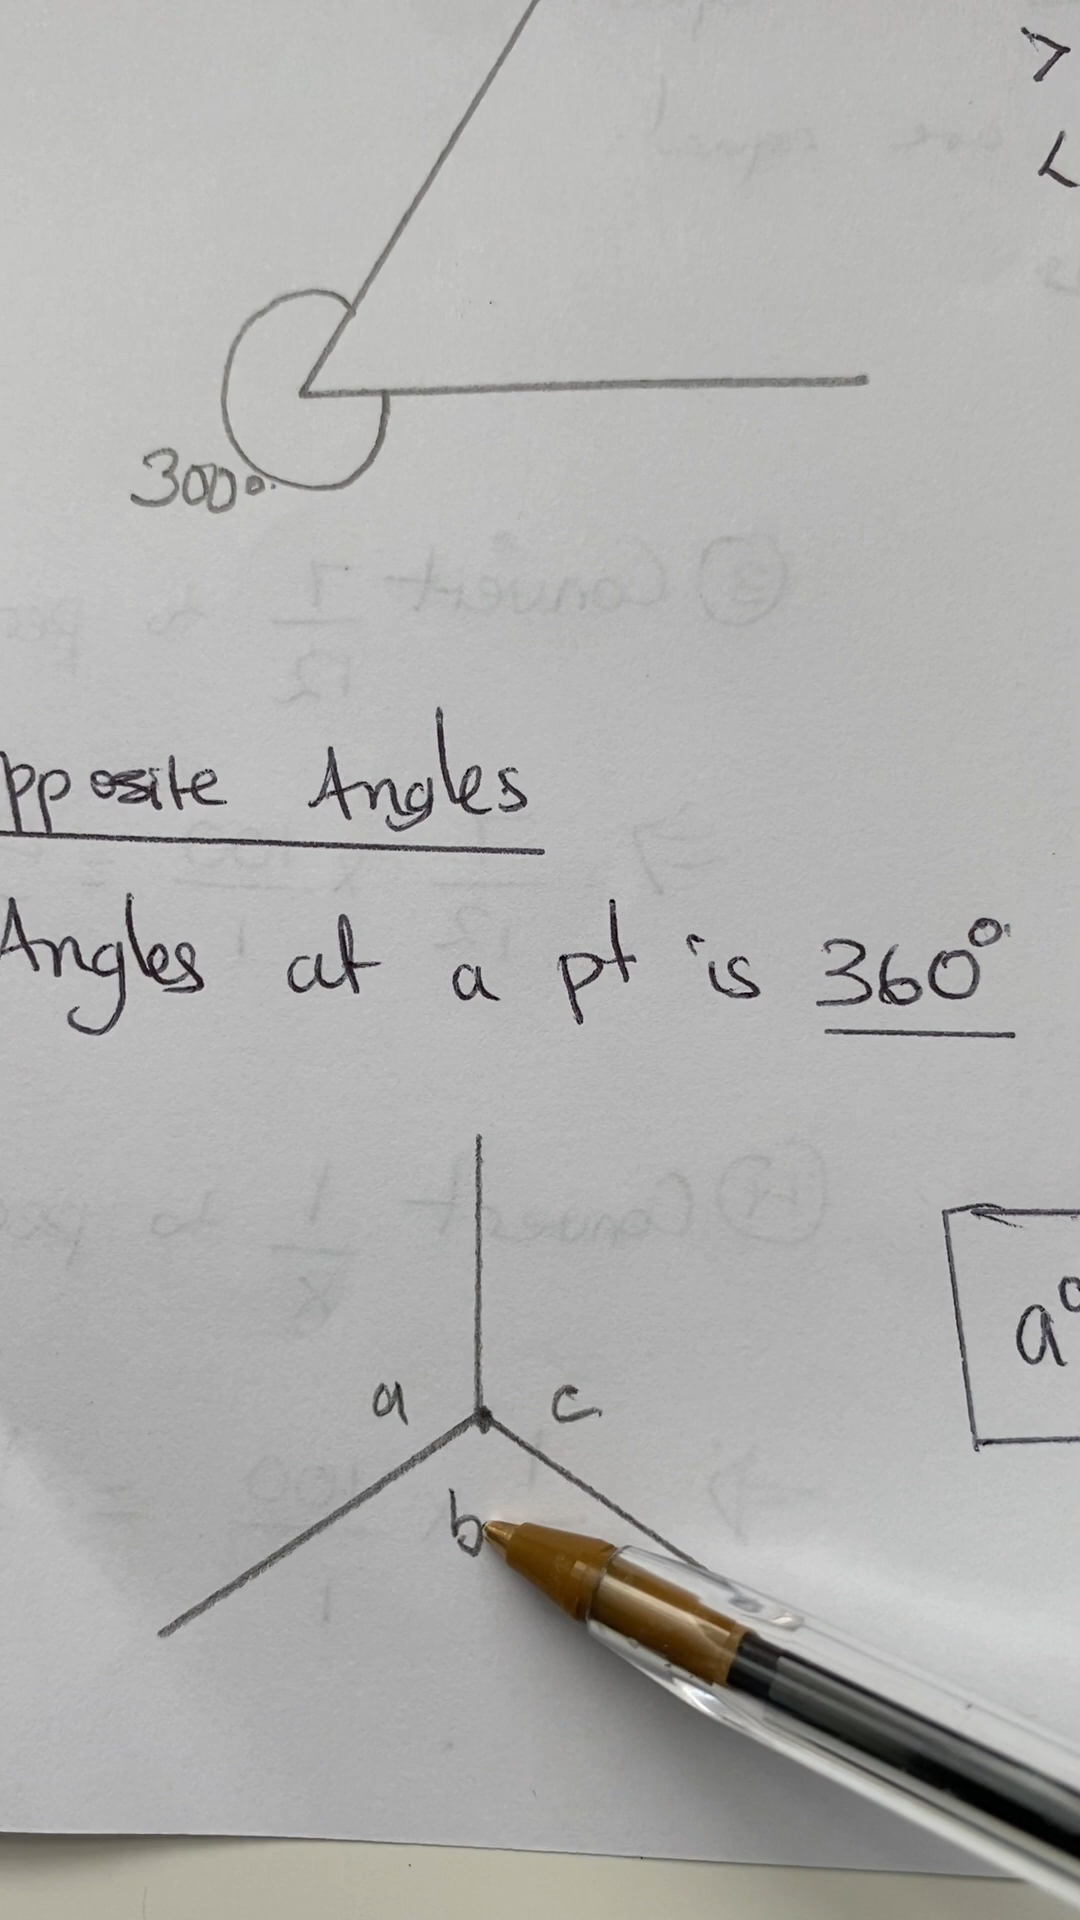 >
<
300°
pposite Angles
Angles at a pt is 360°
a c
a°
b